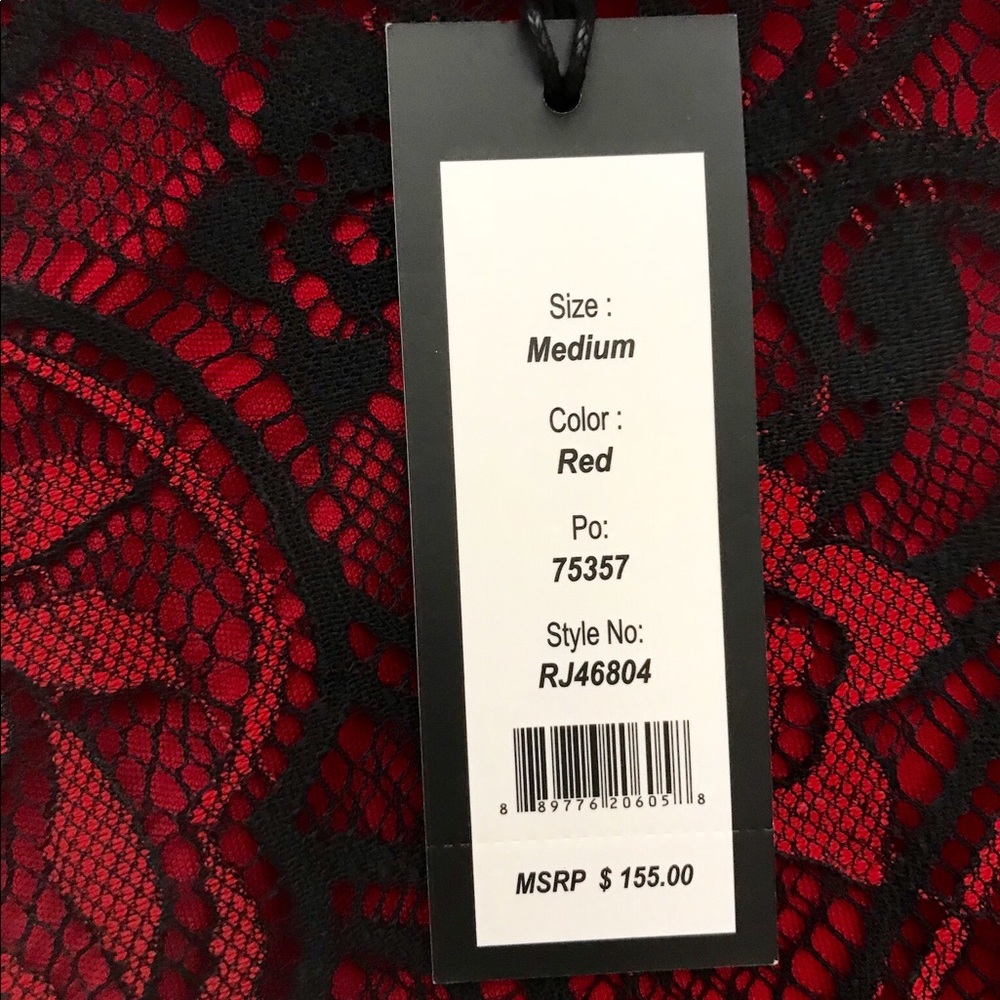 Size :
Medium
Color :
Red
Po:
75357
Style No:
RJ46804
8 89776 20605 8
MSRP $ 155.00